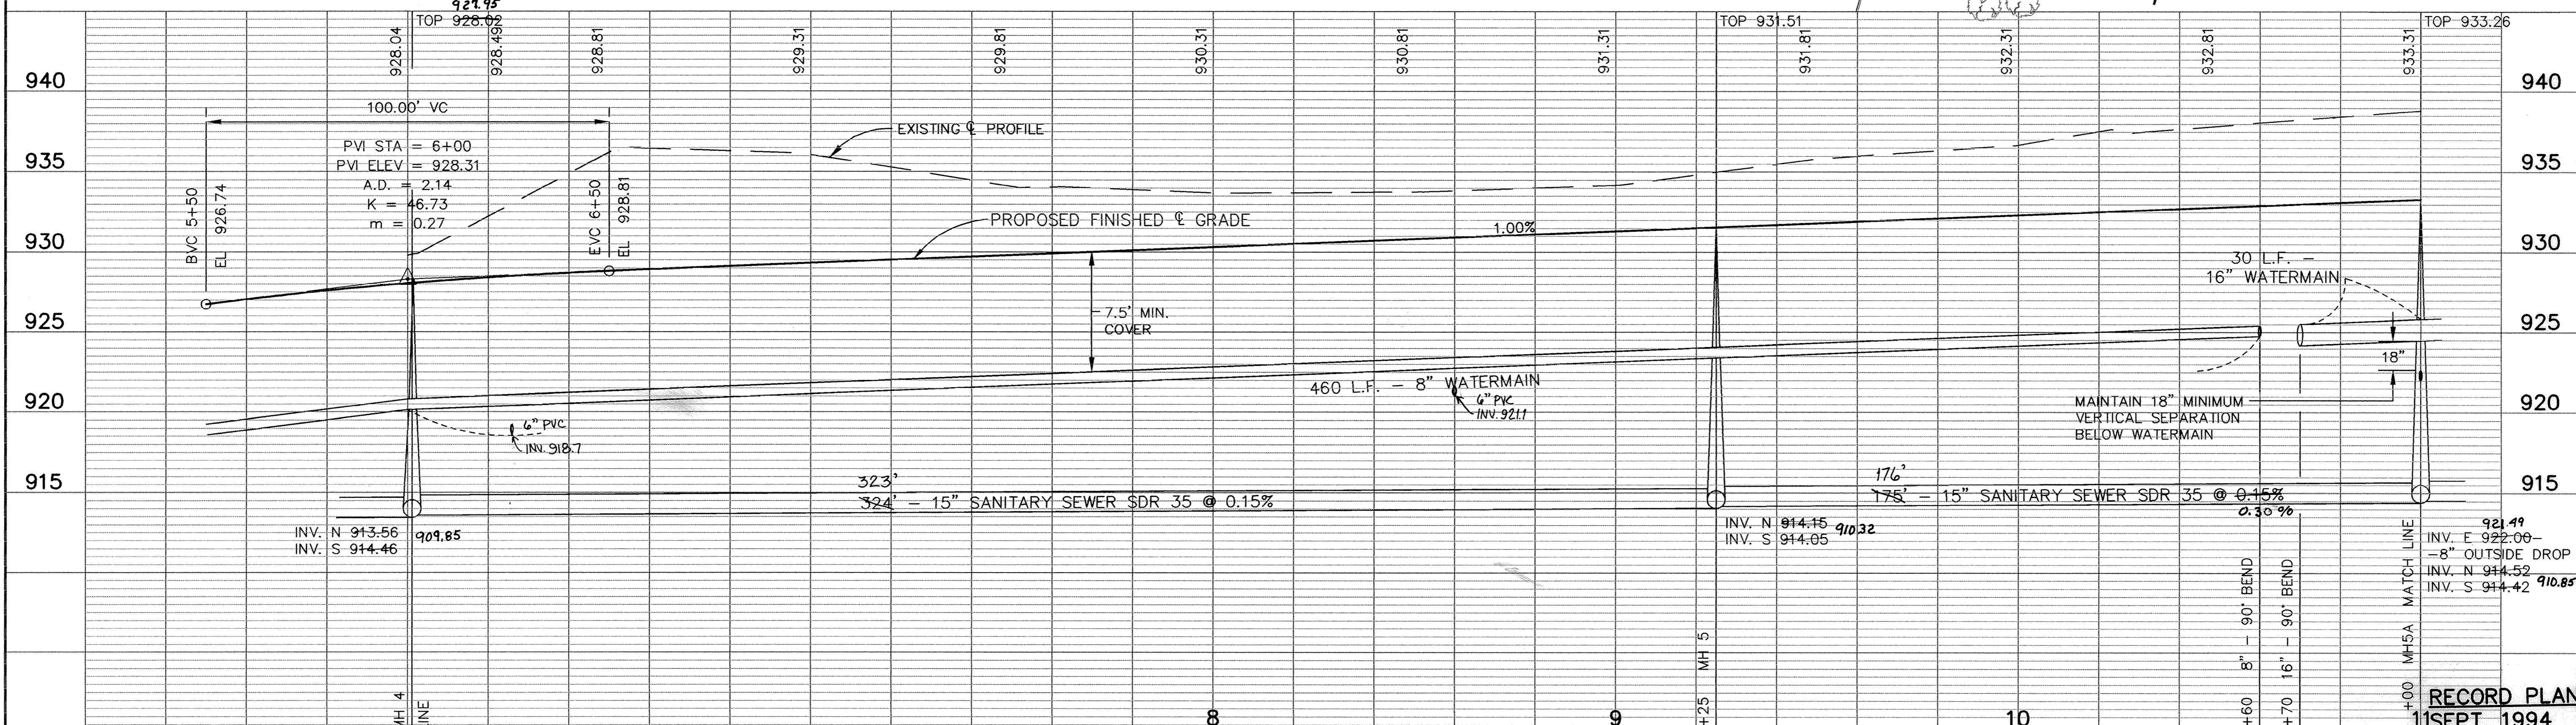 927.95
TOP 928.02
TOP 931.51
TOP 933.26
928.04
928.49
928.81
929.31
929.81
930.31
930.81
931.31
931.81
932.31
932.81
933.31
940
940
100.00' VC
EXISTING ℄ PROFILE
PVI STA = 6+00
PVI ELEV = 928.31
A.D. = 2.14
K = 46.73
m = 0.27
935
935
BVC 5+50
EL 926.74
EVC 6+50
EL 928.81
PROPOSED FINISHED ℄ GRADE
1.00%
930
930
30 L.F. –
16" WATERMAIN
7.5' MIN.
COVER
925
925
18"
460 L.F. – 8" WATERMAIN
6" PVC
INV. 921.1
MAINTAIN 18" MINIMUM
VERTICAL SEPARATION
BELOW WATERMAIN
920
920
6" PVC
INV. 918.7
915
915
323'
324' – 15" SANITARY SEWER SDR 35 @ 0.15%
176'
175' – 15" SANITARY SEWER SDR 35 @ 0.15%
0.30%
INV. N 913.56
INV. S 914.46
909.85
INV. N 914.15
INV. S 914.05
910.32
921.49
INV. E 922.00–
–8" OUTSIDE DROP
INV. N 914.52
INV. S 914.42
910.85
MH 4
+25 MH 5
+60 8" – 90° BEND
+70 16" – 90° BEND
+00 MH5A MATCH LINE
8
9
10
11
RECORD PLAN
SEPT. 1994